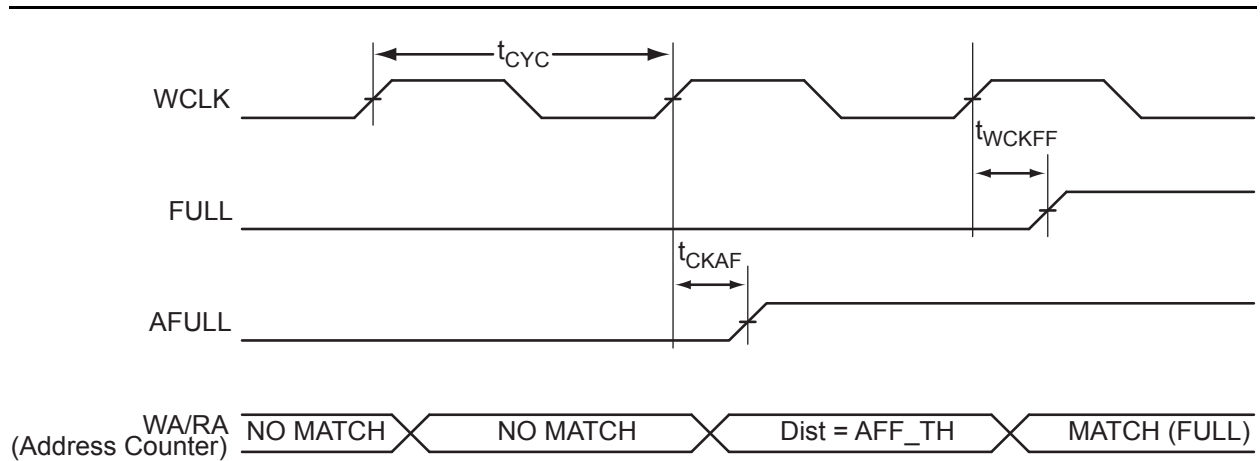 tCYC
WCLK
tWCKFF
FULL
tCKAF
AFULL
WA/RA
(Address Counter)
NO MATCH
NO MATCH
Dist = AFF_TH
MATCH (FULL)